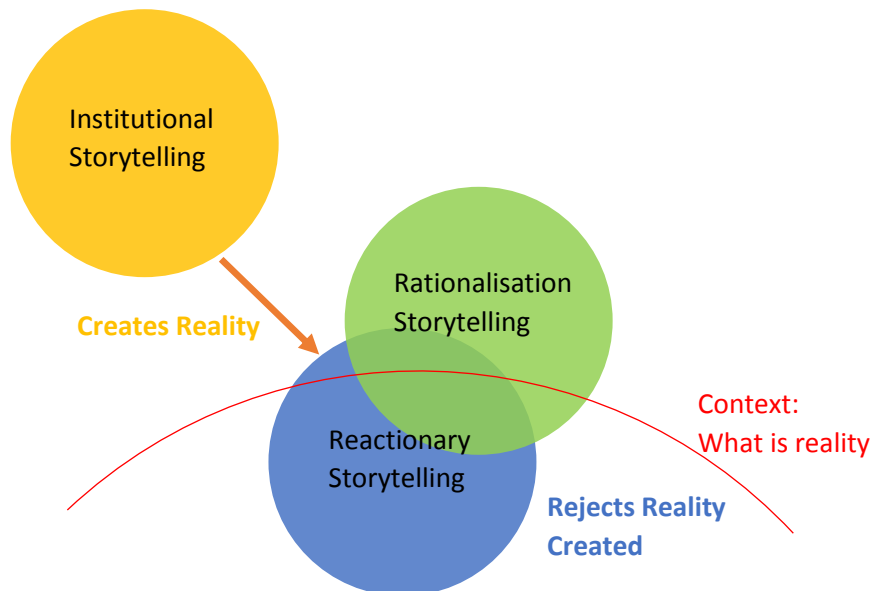 Institutional
Storytelling
Rationalisation
Storytelling
Creates Reality
Context:
What is reality
Reactionary
Storytelling
Rejects Reality
Created